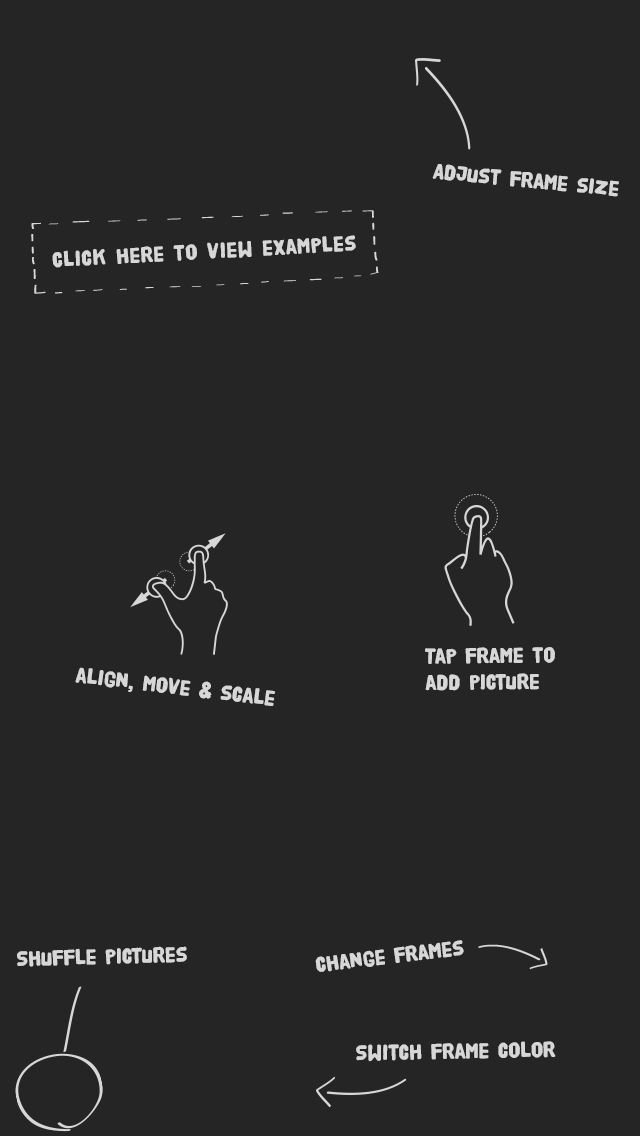 ADJUST FRAME SIZE
CLICK HERE TO VIEW EXAMPLES
ALIGN, MOVE & SCALE
TAP FRAME TO
ADD PICTURE
SHUFFLE PICTURES
CHANGE FRAMES
SWITCH FRAME COLOR